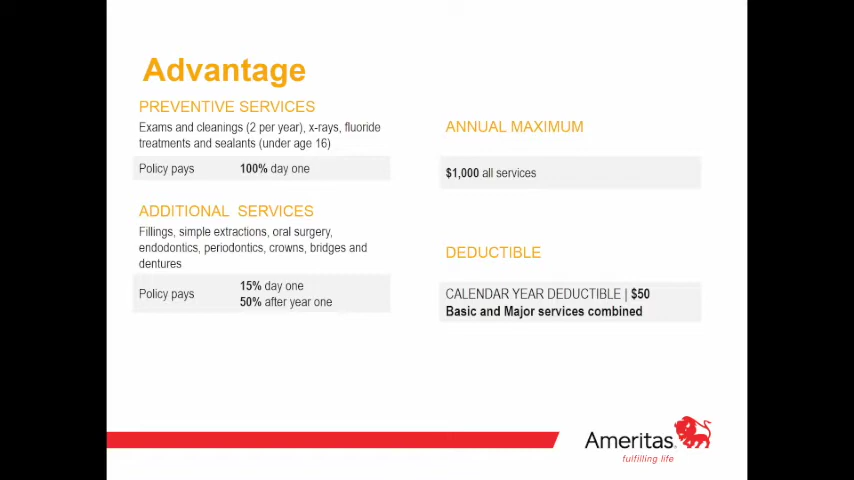 Advantage
PREVENTIVE SERVICES
Exams and cleanings (2 per year), x-rays, fluoride
treatments and sealants (under age 16)
Policy pays 100% day one
ADDITIONAL SERVICES
Fillings, simple extractions, oral surgery,
endodontics, periodontics, crowns, bridges and
dentures
Policy pays
15% day one
50% after year one
ANNUAL MAXIMUM
$1,000 all services
DEDUCTIBLE
CALENDAR YEAR DEDUCTIBLE | $50
Basic and Major services combined
Ameritas
fulfilling life